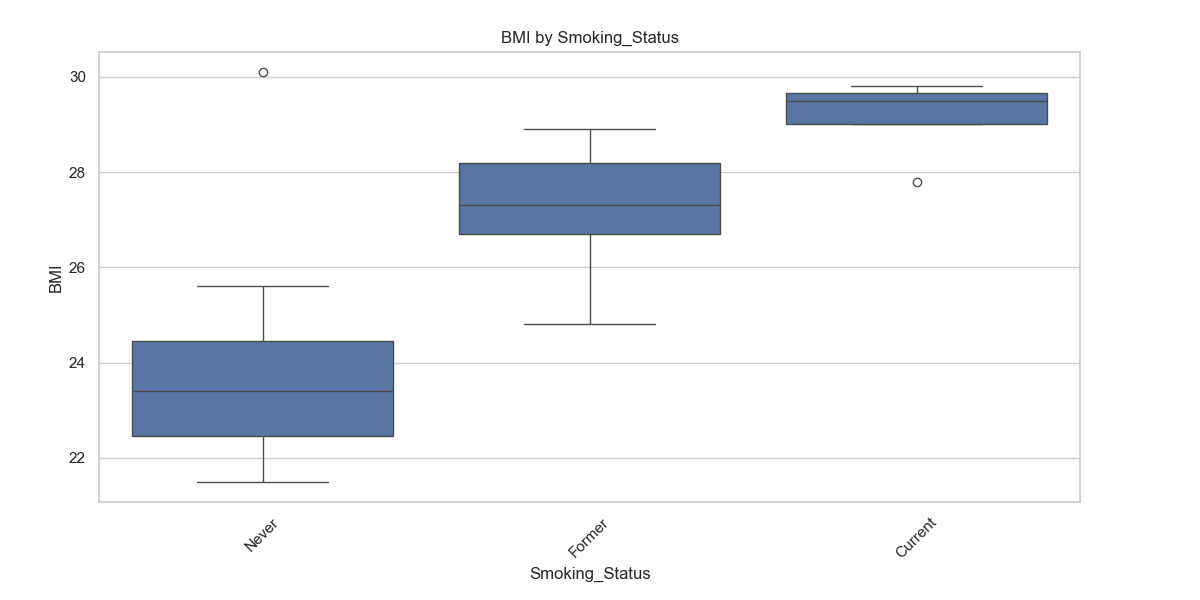 BMI by Smoking_Status
30
28
26
24
22
BMI
Never
Former
Current
Smoking_Status